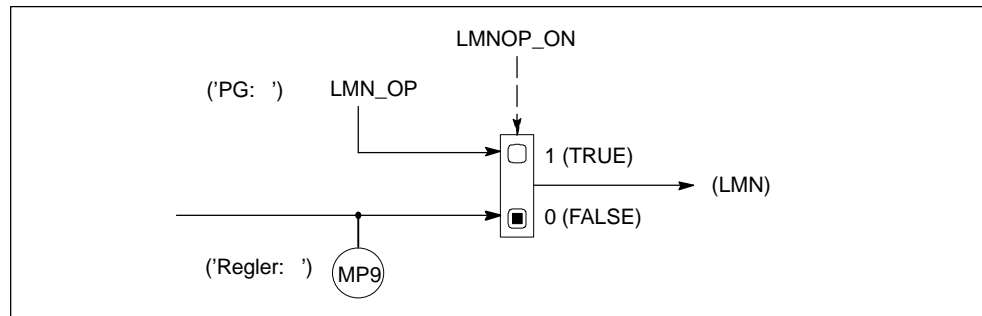 LMNOP_ON
(’PG:   ’) LMN_OP
1 (TRUE)
(LMN)
0 (FALSE)
(’Regler:   ’) MP9